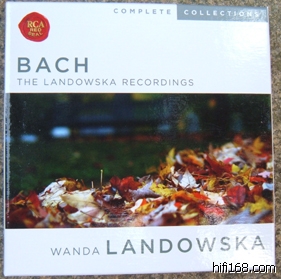 COMPLETE COLLECTIONS
RCA
RED SEAL
BACH
THE LANDOWSKA RECORDINGS
WANDA LANDOWSKA
hifi168.com